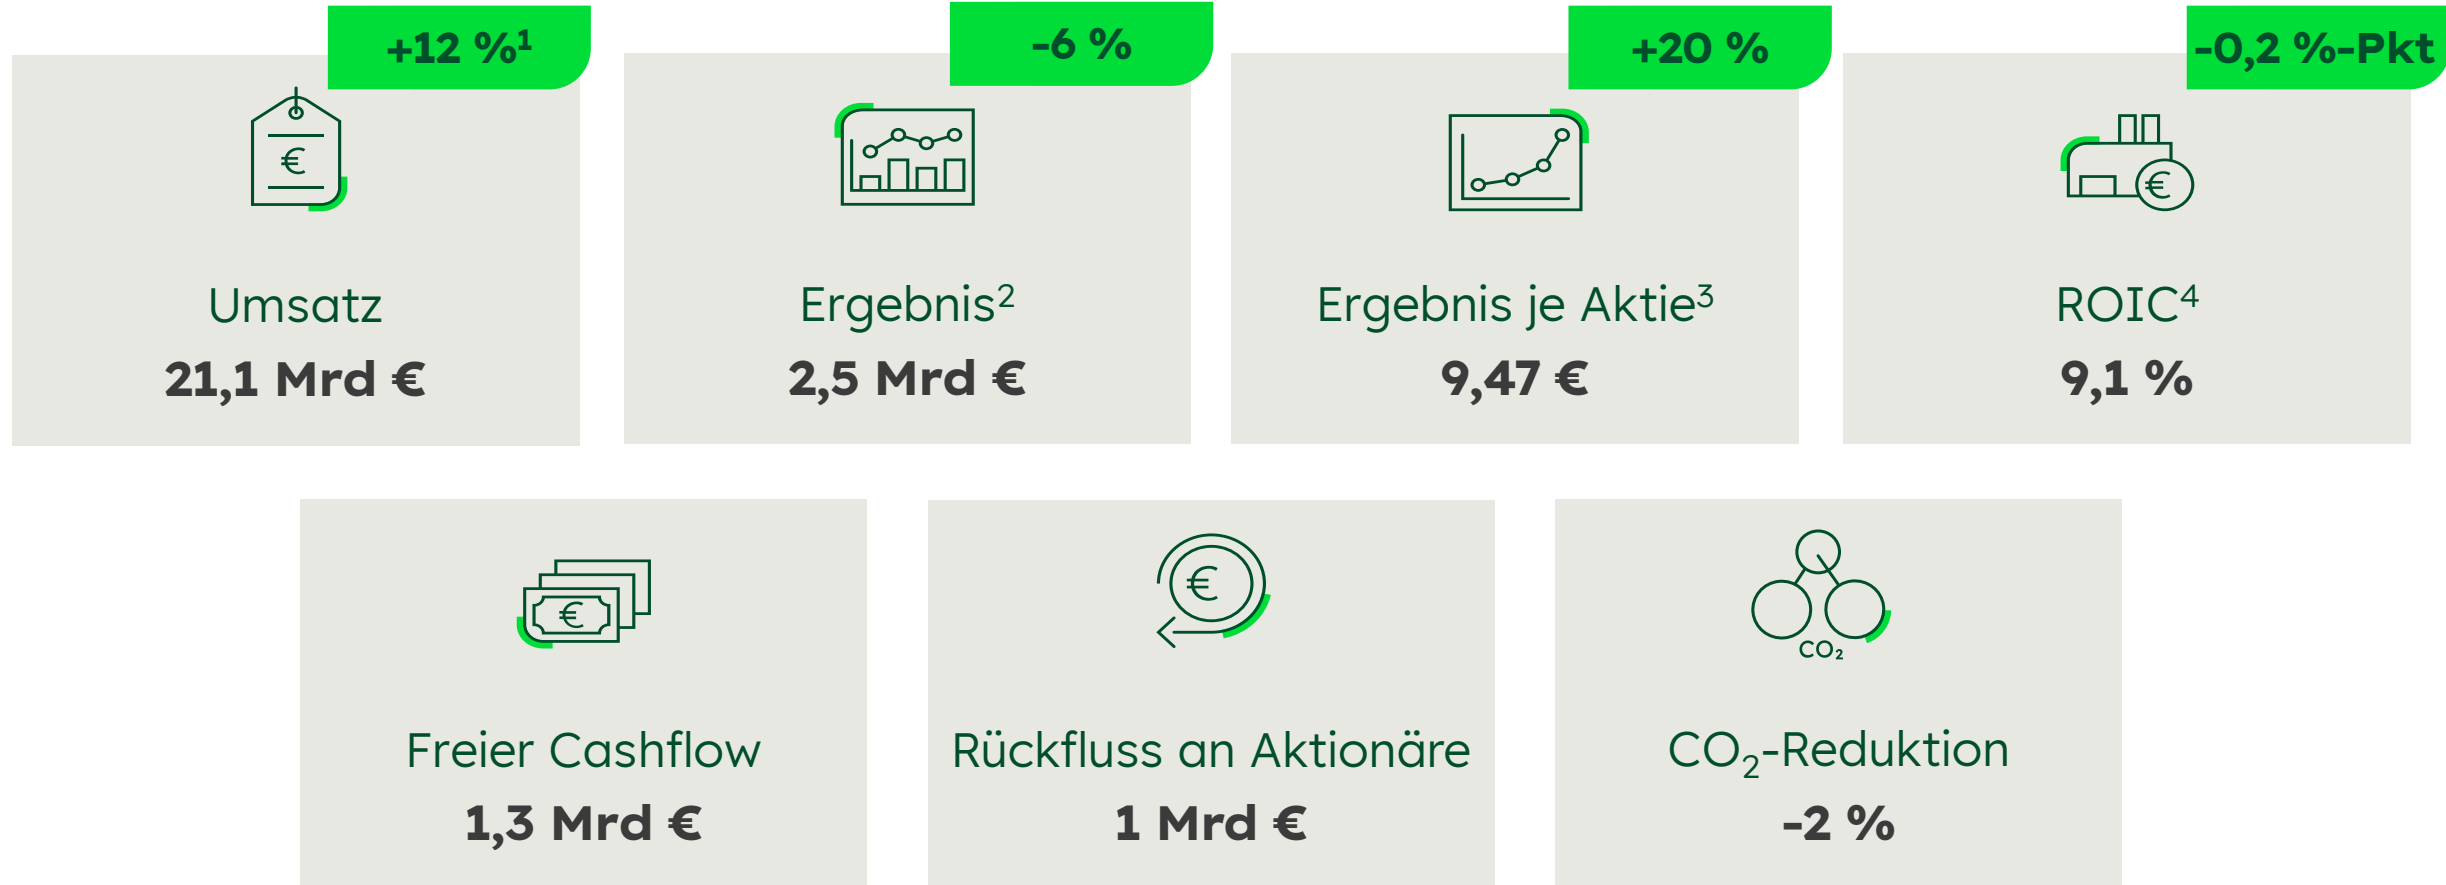 +12 %¹
€
Umsatz
21,1 Mrd €
-6 %
Ergebnis²
2,5 Mrd €
+20 %
Ergebnis je Aktie³
9,47 €
-0,2 %-Pkt
€
ROIC⁴
9,1 %
€
Freier Cashflow
1,3 Mrd €
€
Rückfluss an Aktionäre
1 Mrd €
CO₂
CO₂-Reduktion
-2 %